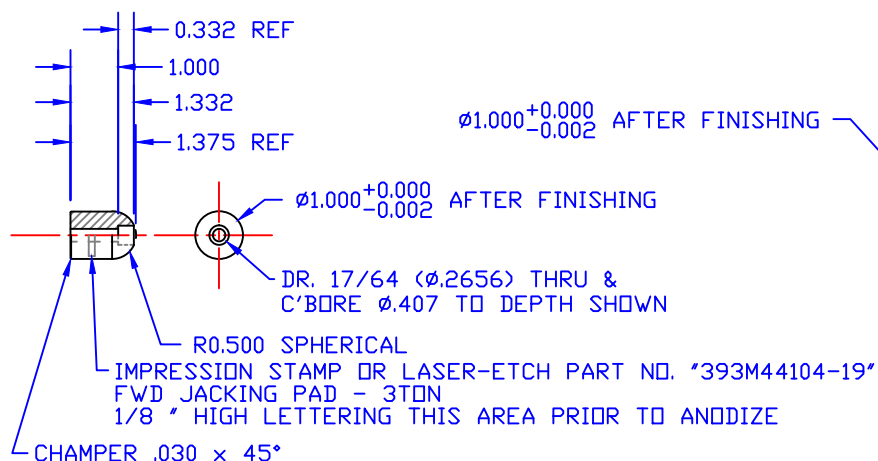 0.332 REF
1.000
1.332
1.375 REF
ø1.000+0.000
-0.002 AFTER FINISHING
ø1.000+0.000
-0.002 AFTER FINISHING
DR. 17/64 (ø.2656) THRU &
C'BORE ø.407 TO DEPTH SHOWN
R0.500 SPHERICAL
IMPRESSION STAMP OR LASER-ETCH PART NO. "393M44104-19"
FWD JACKING PAD - 3TON
1/8 " HIGH LETTERING THIS AREA PRIOR TO ANODIZE
CHAMPER .030 x 45°